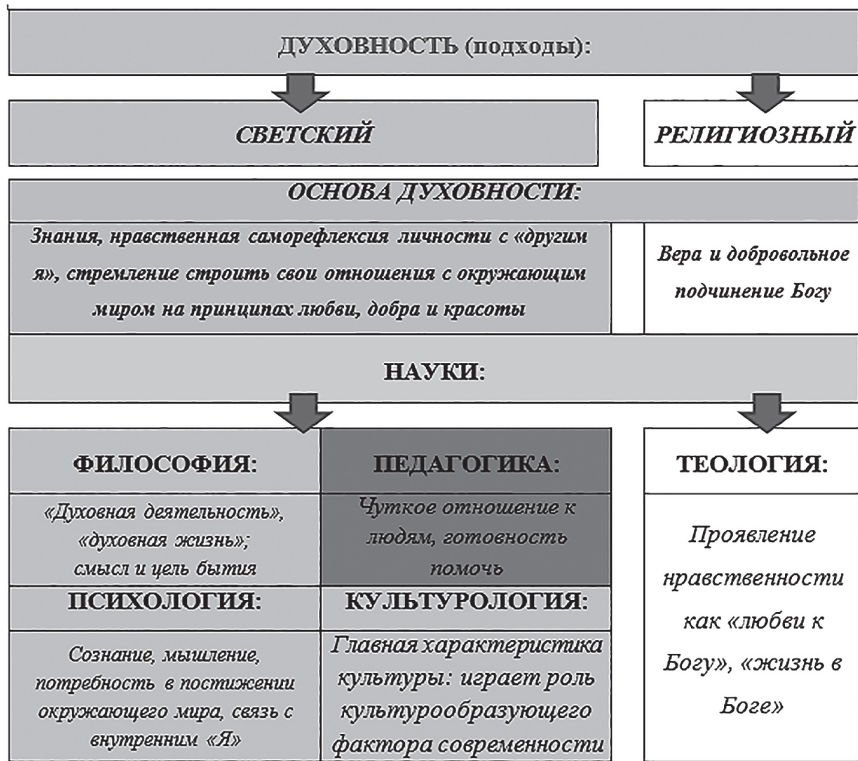 ДУХОВНОСТЬ (подходы):
СВЕТСКИЙ
РЕЛИГИОЗНЫЙ
ОСНОВА ДУХОВНОСТИ:
Знания, нравственная саморефлексия личности с «другим
я», стремление строить свои отношения с окружающим
миром на принципах любви, добра и красоты
Вера и добровольное
подчинение Богу
НАУКИ:
ФИЛОСОФИЯ:
«Духовная деятельность»,
«духовная жизнь»;
смысл и цель бытия
ПЕДАГОГИКА:
Чуткое отношение к
людям, готовность
помочь
ТЕОЛОГИЯ:
Проявление
нравственности
как «любви к
Богу», «жизнь в
Боге»
ПСИХОЛОГИЯ:
Сознание, мышление,
потребность в постижении
окружающего мира, связь с
внутренним «Я»
КУЛЬТУРОЛОГИЯ:
Главная характеристика
культуры: играет роль
культурообразующего
фактора современности